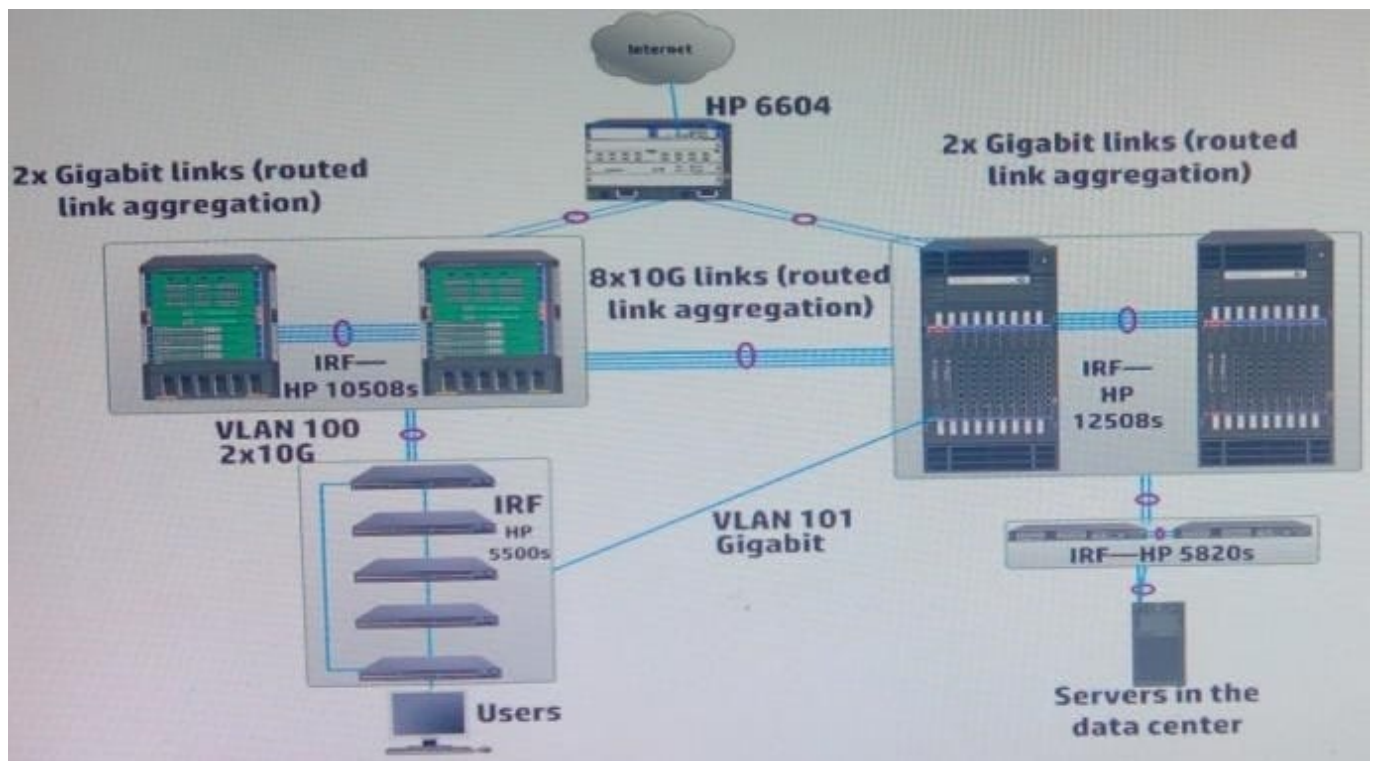 Internet
HP 6604
2x Gigabit links (routed
link aggregation)
2x Gigabit links (routed
link aggregation)
8x10G links (routed
link aggregation)
IRF—
HP 10508s
IRF—
HP
12508s
VLAN 100
2x10G
IRF
HP
5500s
VLAN 101
Gigabit
IRF—HP 5820s
Users
Servers in the
data center